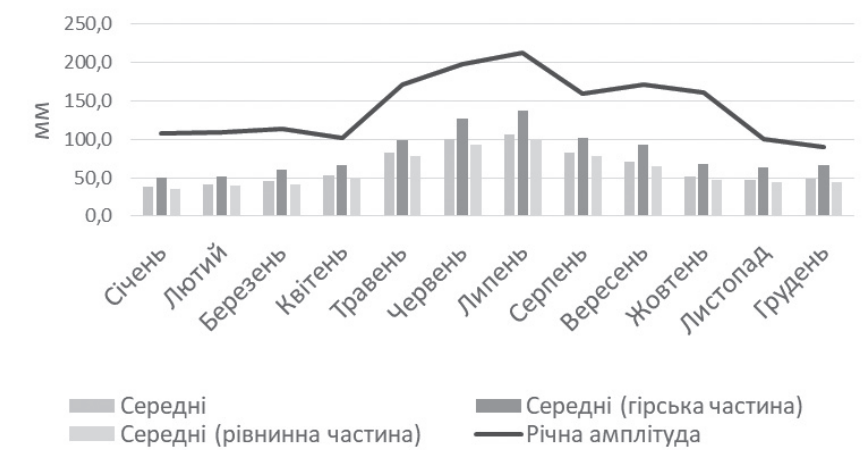 250,0
200,0
150,0
100,0
50,0
0,0
мм
Січень
Лютий
Березень
Квітень
Травень
Червень
Липень
Серпень
Вересень
Жовтень
Листопад
Грудень
Середні
Середні (гірська частина)
Середні (рівнинна частина)
Річна амплітуда